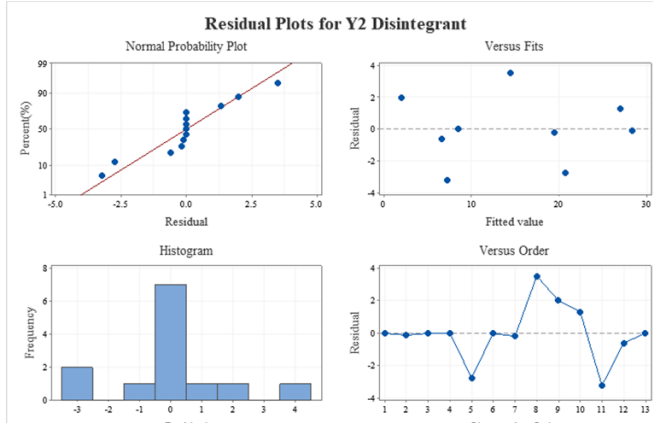 Residual Plots for Y2 Disintegrant
Normal Probability Plot
Percent(%)
99
90
50
10
1
-5.0 -2.5 0 2.5 5.0
Residual
Versus Fits
Residual
4
2
0
-2
-4
0 10 20 30
Fitted value
Histogram
Frequency
8
6
4
2
0
-3 -2 -1 0 1 2 3 4
Versus Order
Residual
4
2
0
-2
-4
1 2 3 4 5 6 7 8 9 10 11 12 13